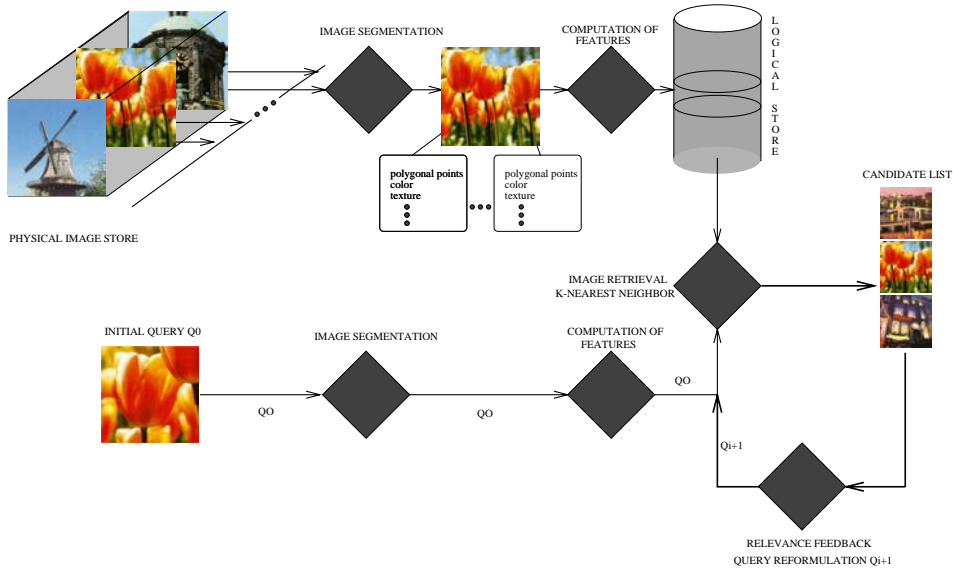 IMAGE SEGMENTATION
COMPUTATION OF
FEATURES
LOGICAL STORE
polygonal points
color
texture
polygonal points
color
texture
PHYSICAL IMAGE STORE
CANDIDATE LIST
IMAGE RETRIEVAL
K-NEAREST NEIGHBOR
INITIAL QUERY Q0
IMAGE SEGMENTATION
COMPUTATION OF
FEATURES
QO
QO
QO
Qi+1
RELEVANCE FEEDBACK
QUERY REFORMULATION Qi+1